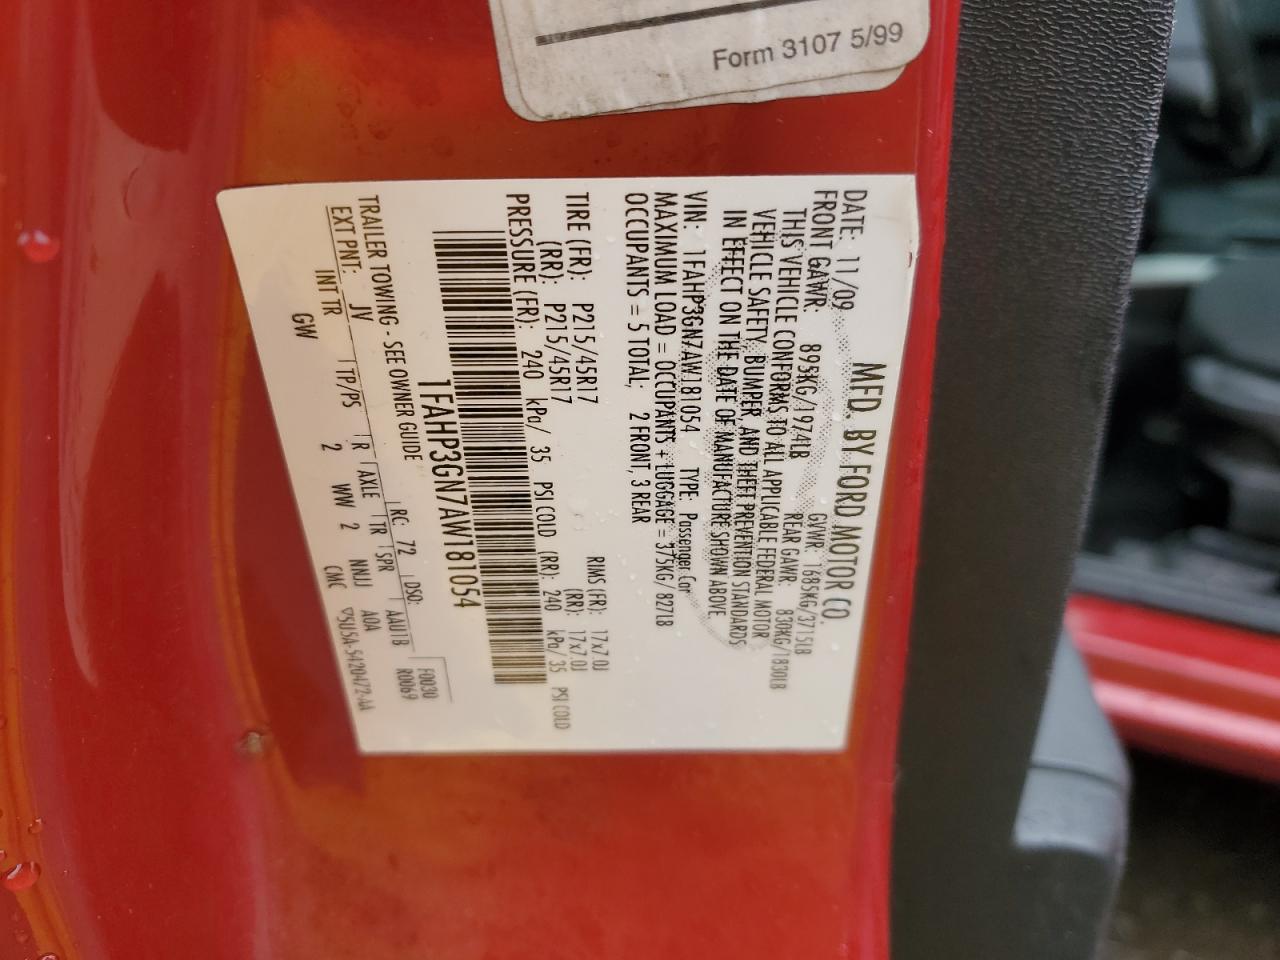 Form 3107 5/99
MFD. BY FORD MOTOR CO.
DATE: 11/09 GVWR: 1685KG/3715LB
FRONT GAWR: 895KG/1974LB REAR GAWR: 830KG/1830LB
THIS VEHICLE CONFORMS TO ALL APPLICABLE FEDERAL MOTOR
VEHICLE SAFETY, BUMPER, AND THEFT PREVENTION STANDARDS
IN EFFECT ON THE DATE OF MANUFACTURE SHOWN ABOVE
VIN: 1FAHP3GN7AW181054 TYPE: Passenger Car
MAXIMUM LOAD = OCCUPANTS + LUGGAGE = 375KG / 827LB
OCCUPANTS = 5 TOTAL; 2 FRONT, 3 REAR
TIRE (FR): P215/45R17 RIMS (FR): 17x7.0J
(RR): P215/45R17 (RR): 17x7.0J
PRESSURE (FR): 240 kPa/ 35 PSI COLD (RR): 240 kPa/ 35 PSI COLD
1FAHP3GN7AW181054
TRAILER TOWING - SEE OWNER GUIDE
RC: 72 DSO: F0030
EXT PNT: JV R0069
INT TR TP/PS R AXLE TR SPR AAU1B
GW 2 WW 2 NNJJ A0A
CMC ▽5U5A-5420472-AA